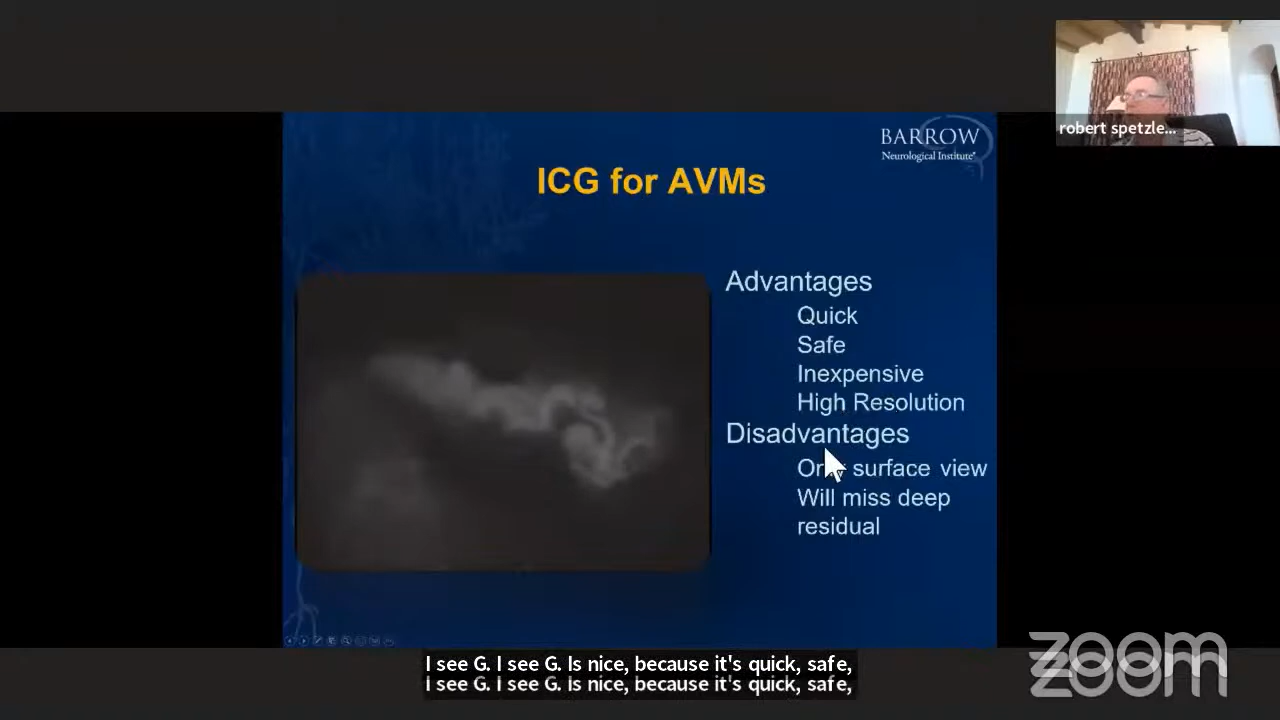 robert spetzle...
BARROW
Neurological Institute®
ICG for AVMs
Advantages
Quick
Safe
Inexpensive
High Resolution
Disadvantages
surface view
Will miss deep
residual
I see G. I see G. Is nice, because it's quick, safe,
I see G. I see G. Is nice, because it's quick, safe,
zoom